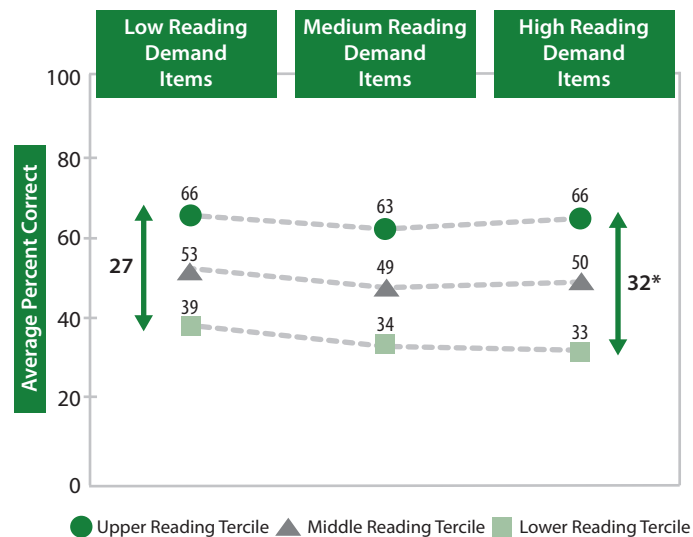 Low Reading
Demand
Items
Medium Reading
Demand
Items
High Reading
Demand
Items
Average Percent Correct
100
80
60
40
20
0
66
63
66
53
49
50
39
34
33
27
32*
Upper Reading Tercile
Middle Reading Tercile
Lower Reading Tercile